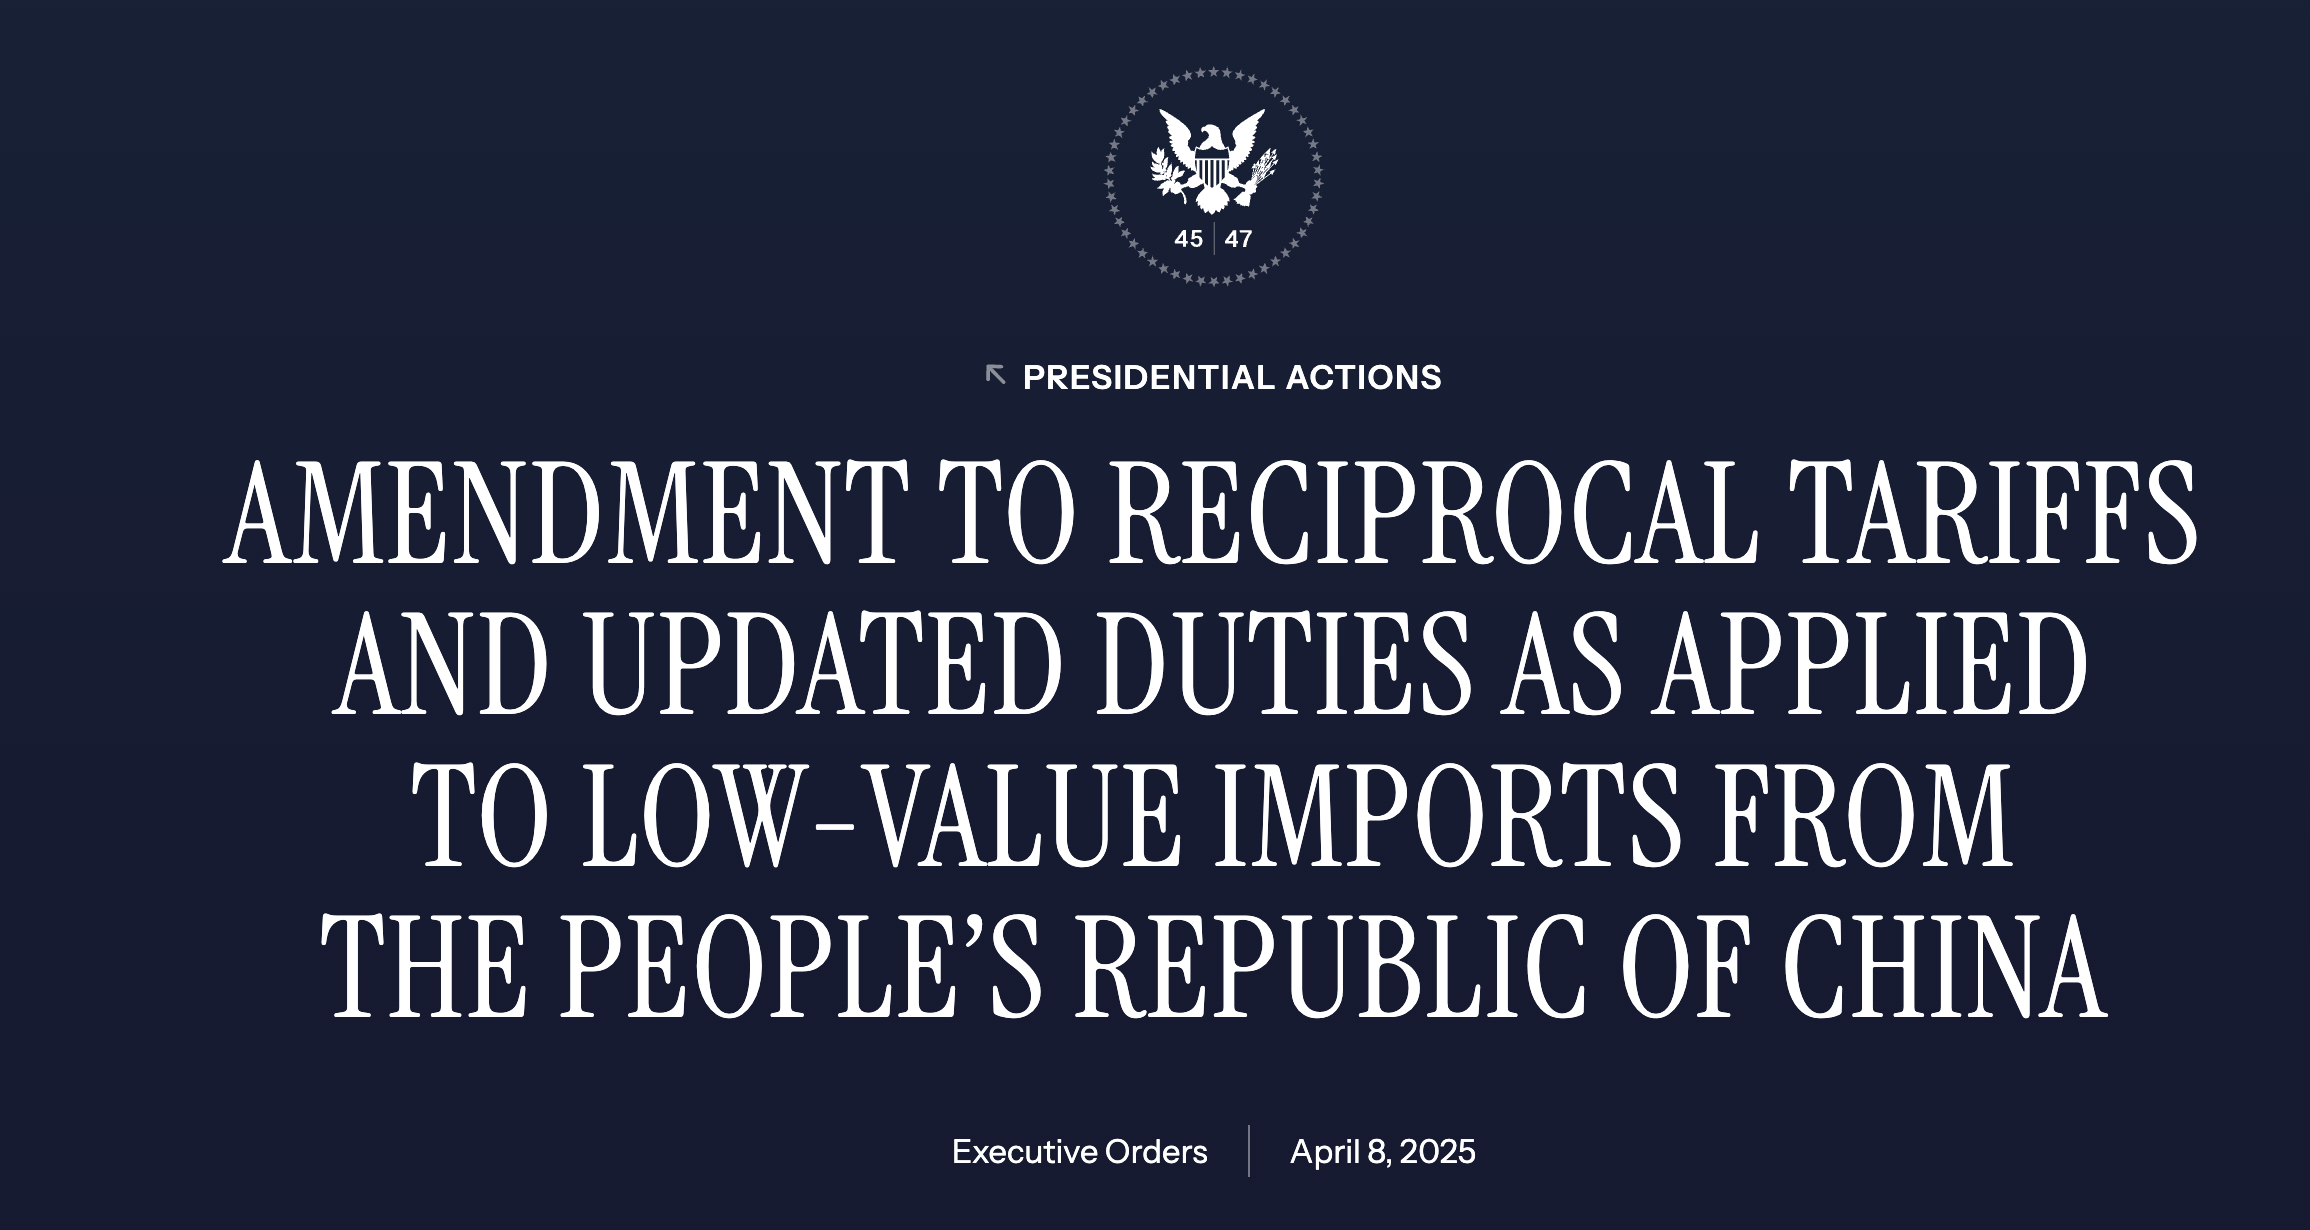 45 | 47
PRESIDENTIAL ACTIONS
AMENDMENT TO RECIPROCAL TARIFFS
AND UPDATED DUTIES AS APPLIED
TO LOW-VALUE IMPORTS FROM
THE PEOPLE’S REPUBLIC OF CHINA
Executive Orders | April 8, 2025